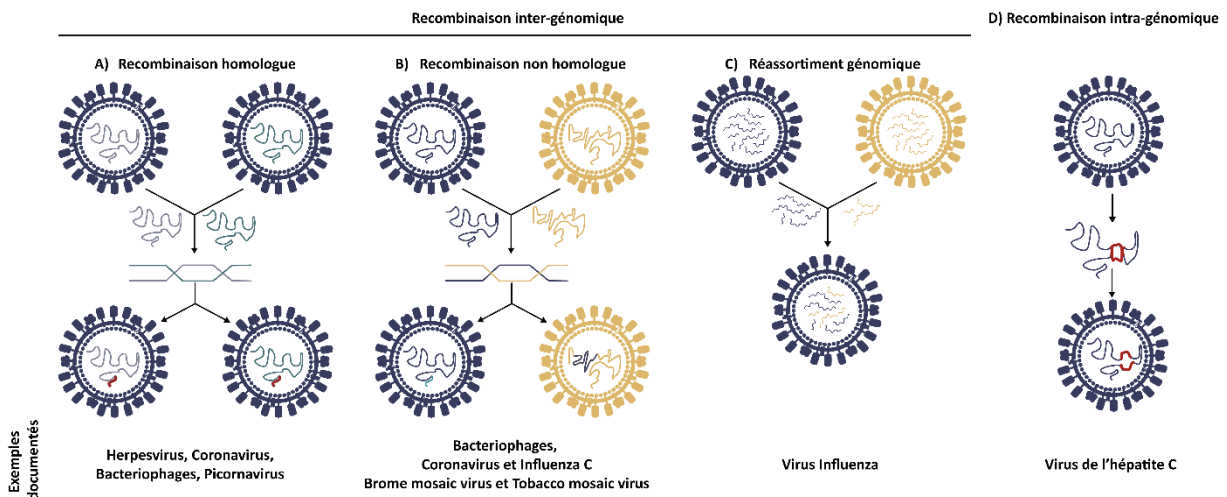 Recombinaison inter-génomique
D) Recombinaison intra-génomique
A) Recombinaison homologue
B) Recombinaison non homologue
C) Réassortiment génomique
Exemples
documentés
Herpesvirus, Coronavirus,
Bacteriophages, Picornavirus
Bacteriophages,
Coronavirus et Influenza C
Brome mosaic virus et Tobacco mosaic virus
Virus Influenza
Virus de l'hépatite C